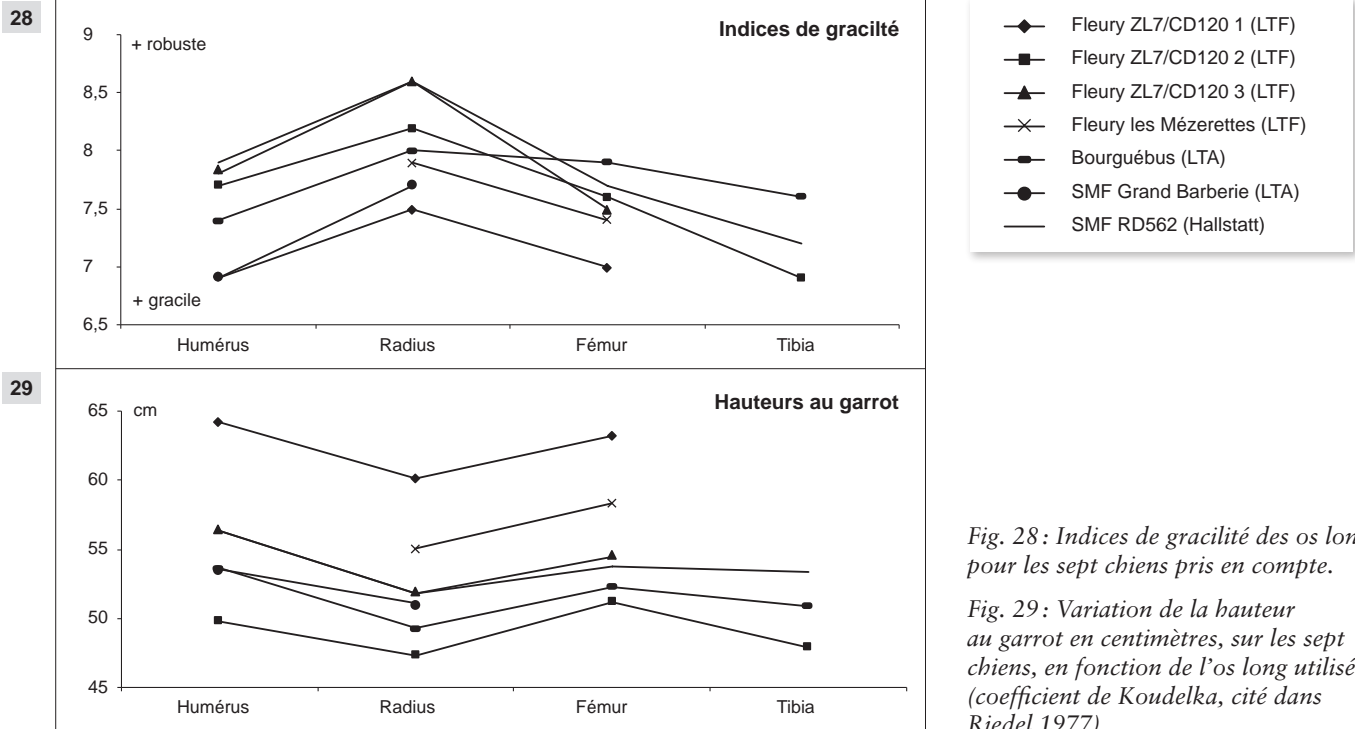 28
Indices de gracilté
9
+ robuste
8,5
8
7,5
7
+ gracile
6,5
Humérus Radius Fémur Tibia
Fleury ZL7/CD120 1 (LTF)
Fleury ZL7/CD120 2 (LTF)
Fleury ZL7/CD120 3 (LTF)
Fleury les Mézerettes (LTF)
Bourguébus (LTA)
SMF Grand Barberie (LTA)
SMF RD562 (Hallstatt)
29
Hauteurs au garrot
65 cm
60
55
50
45
Humérus Radius Fémur Tibia
Fig. 28 : Indices de gracilité des os lon
pour les sept chiens pris en compte.
Fig. 29 : Variation de la hauteur
au garrot en centimètres, sur les sept
chiens, en fonction de l'os long utilisé
(coefficient de Koudelka, cité dans
Riedel 1977)